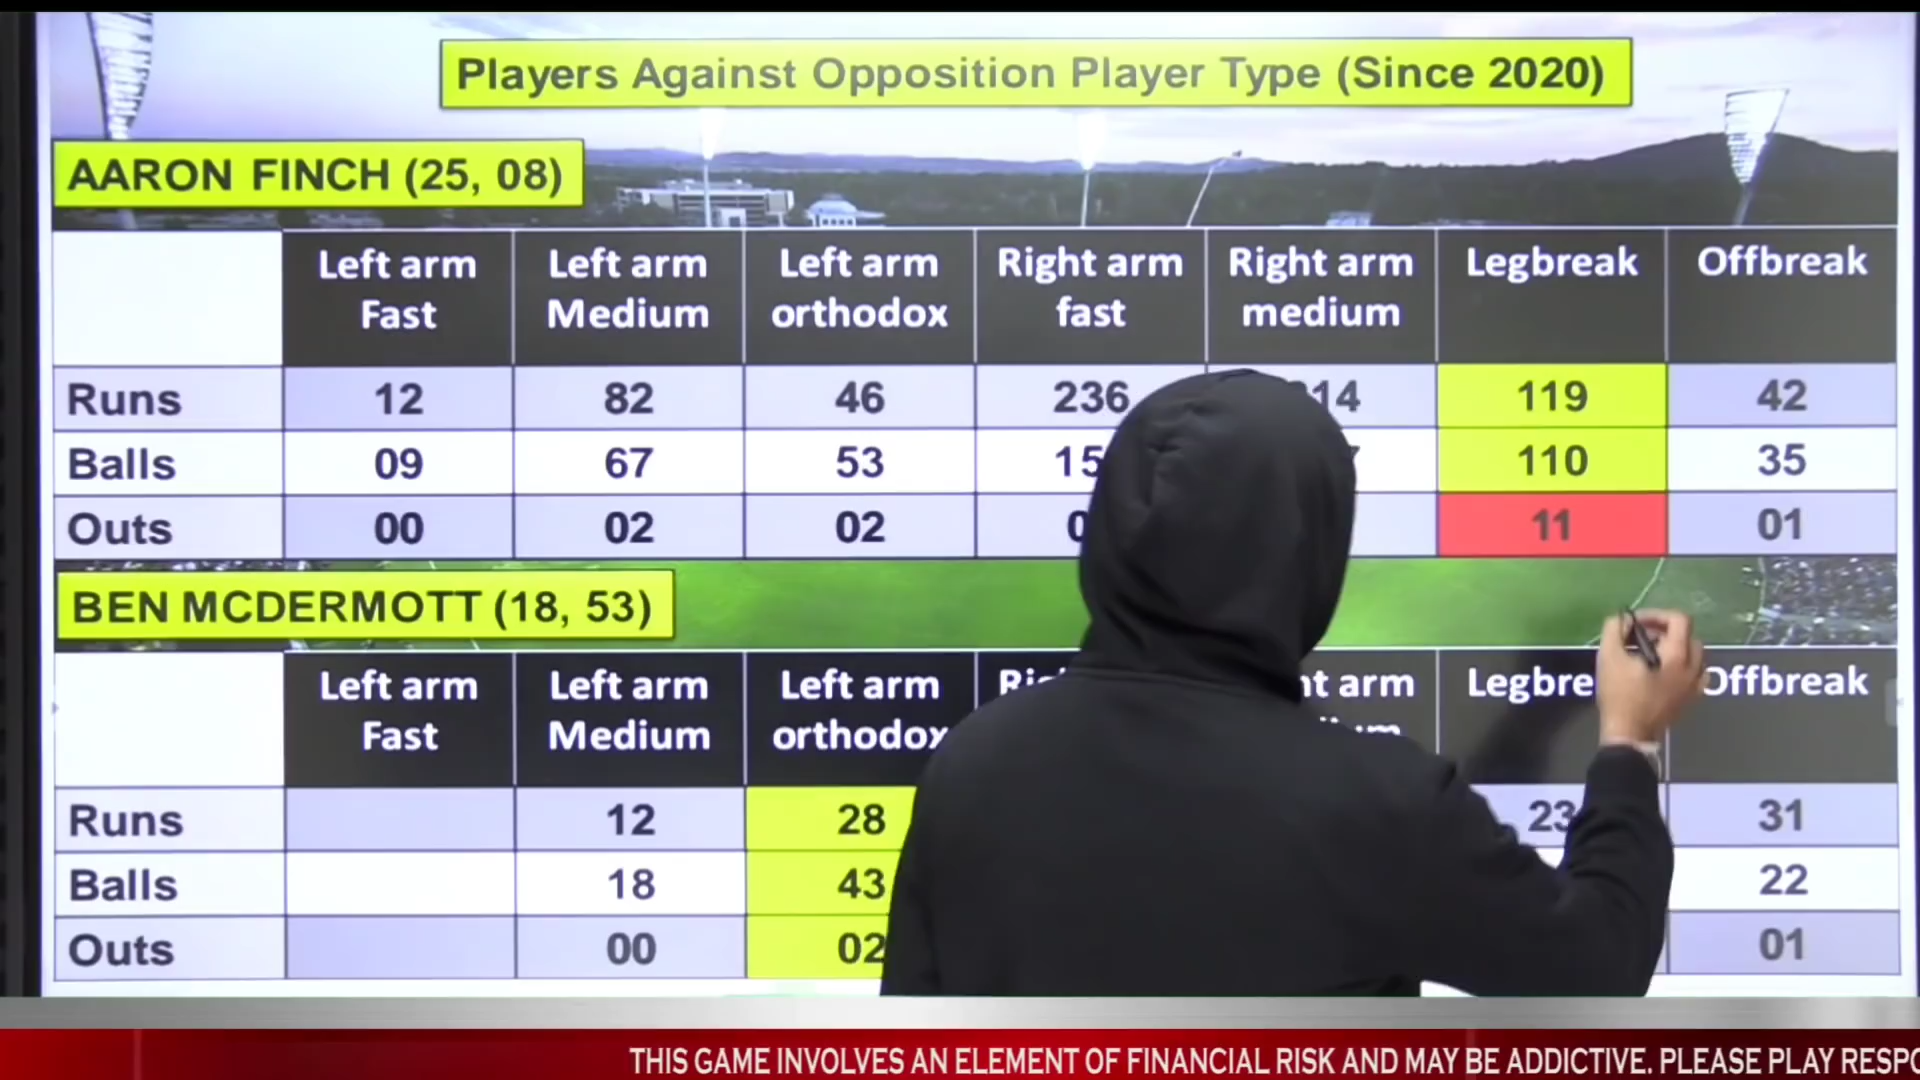 Players Against Opposition Player Type (Since 2020)
AARON FINCH (25, 08)
Left arm Fast Left arm Medium Left arm orthodox Right arm fast Right arm medium Legbreak Offbreak
Runs 12 82 46 236 119 42
Balls 09 67 53 110 35
Outs 00 02 02 11 01
BEN MCDERMOTT (18, 53)
Left arm Fast Left arm Medium Left arm orthodox arm Offbreak
Runs 12 28 31
Balls 18 43 22
Outs 00 02 01
THIS GAME INVOLVES AN ELEMENT OF FINANCIAL RISK AND MAY BE ADDICTIVE. PLEASE PLAY